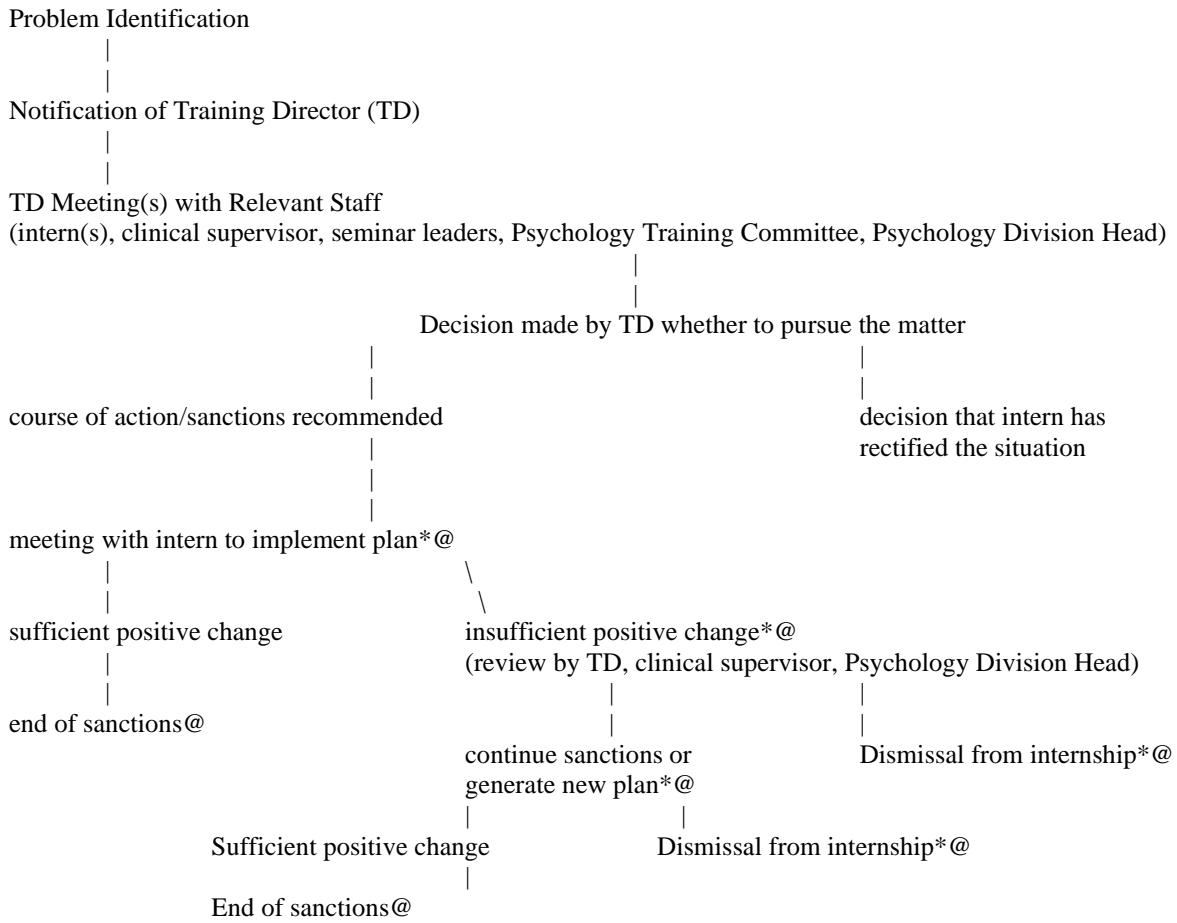 Problem Identification
Notification of Training Director (TD)
TD Meeting(s) with Relevant Staff
(intern(s), clinical supervisor, seminar leaders, Psychology Training Committee, Psychology Division Head)
Decision made by TD whether to pursue the matter
course of action/sanctions recommended
decision that intern has
rectified the situation
meeting with intern to implement plan*@
sufficient positive change
insufficient positive change*@
(review by TD, clinical supervisor, Psychology Division Head)
end of sanctions@
continue sanctions or
generate new plan*@
Dismissal from internship*@
Sufficient positive change
Dismissal from internship*@
End of sanctions@